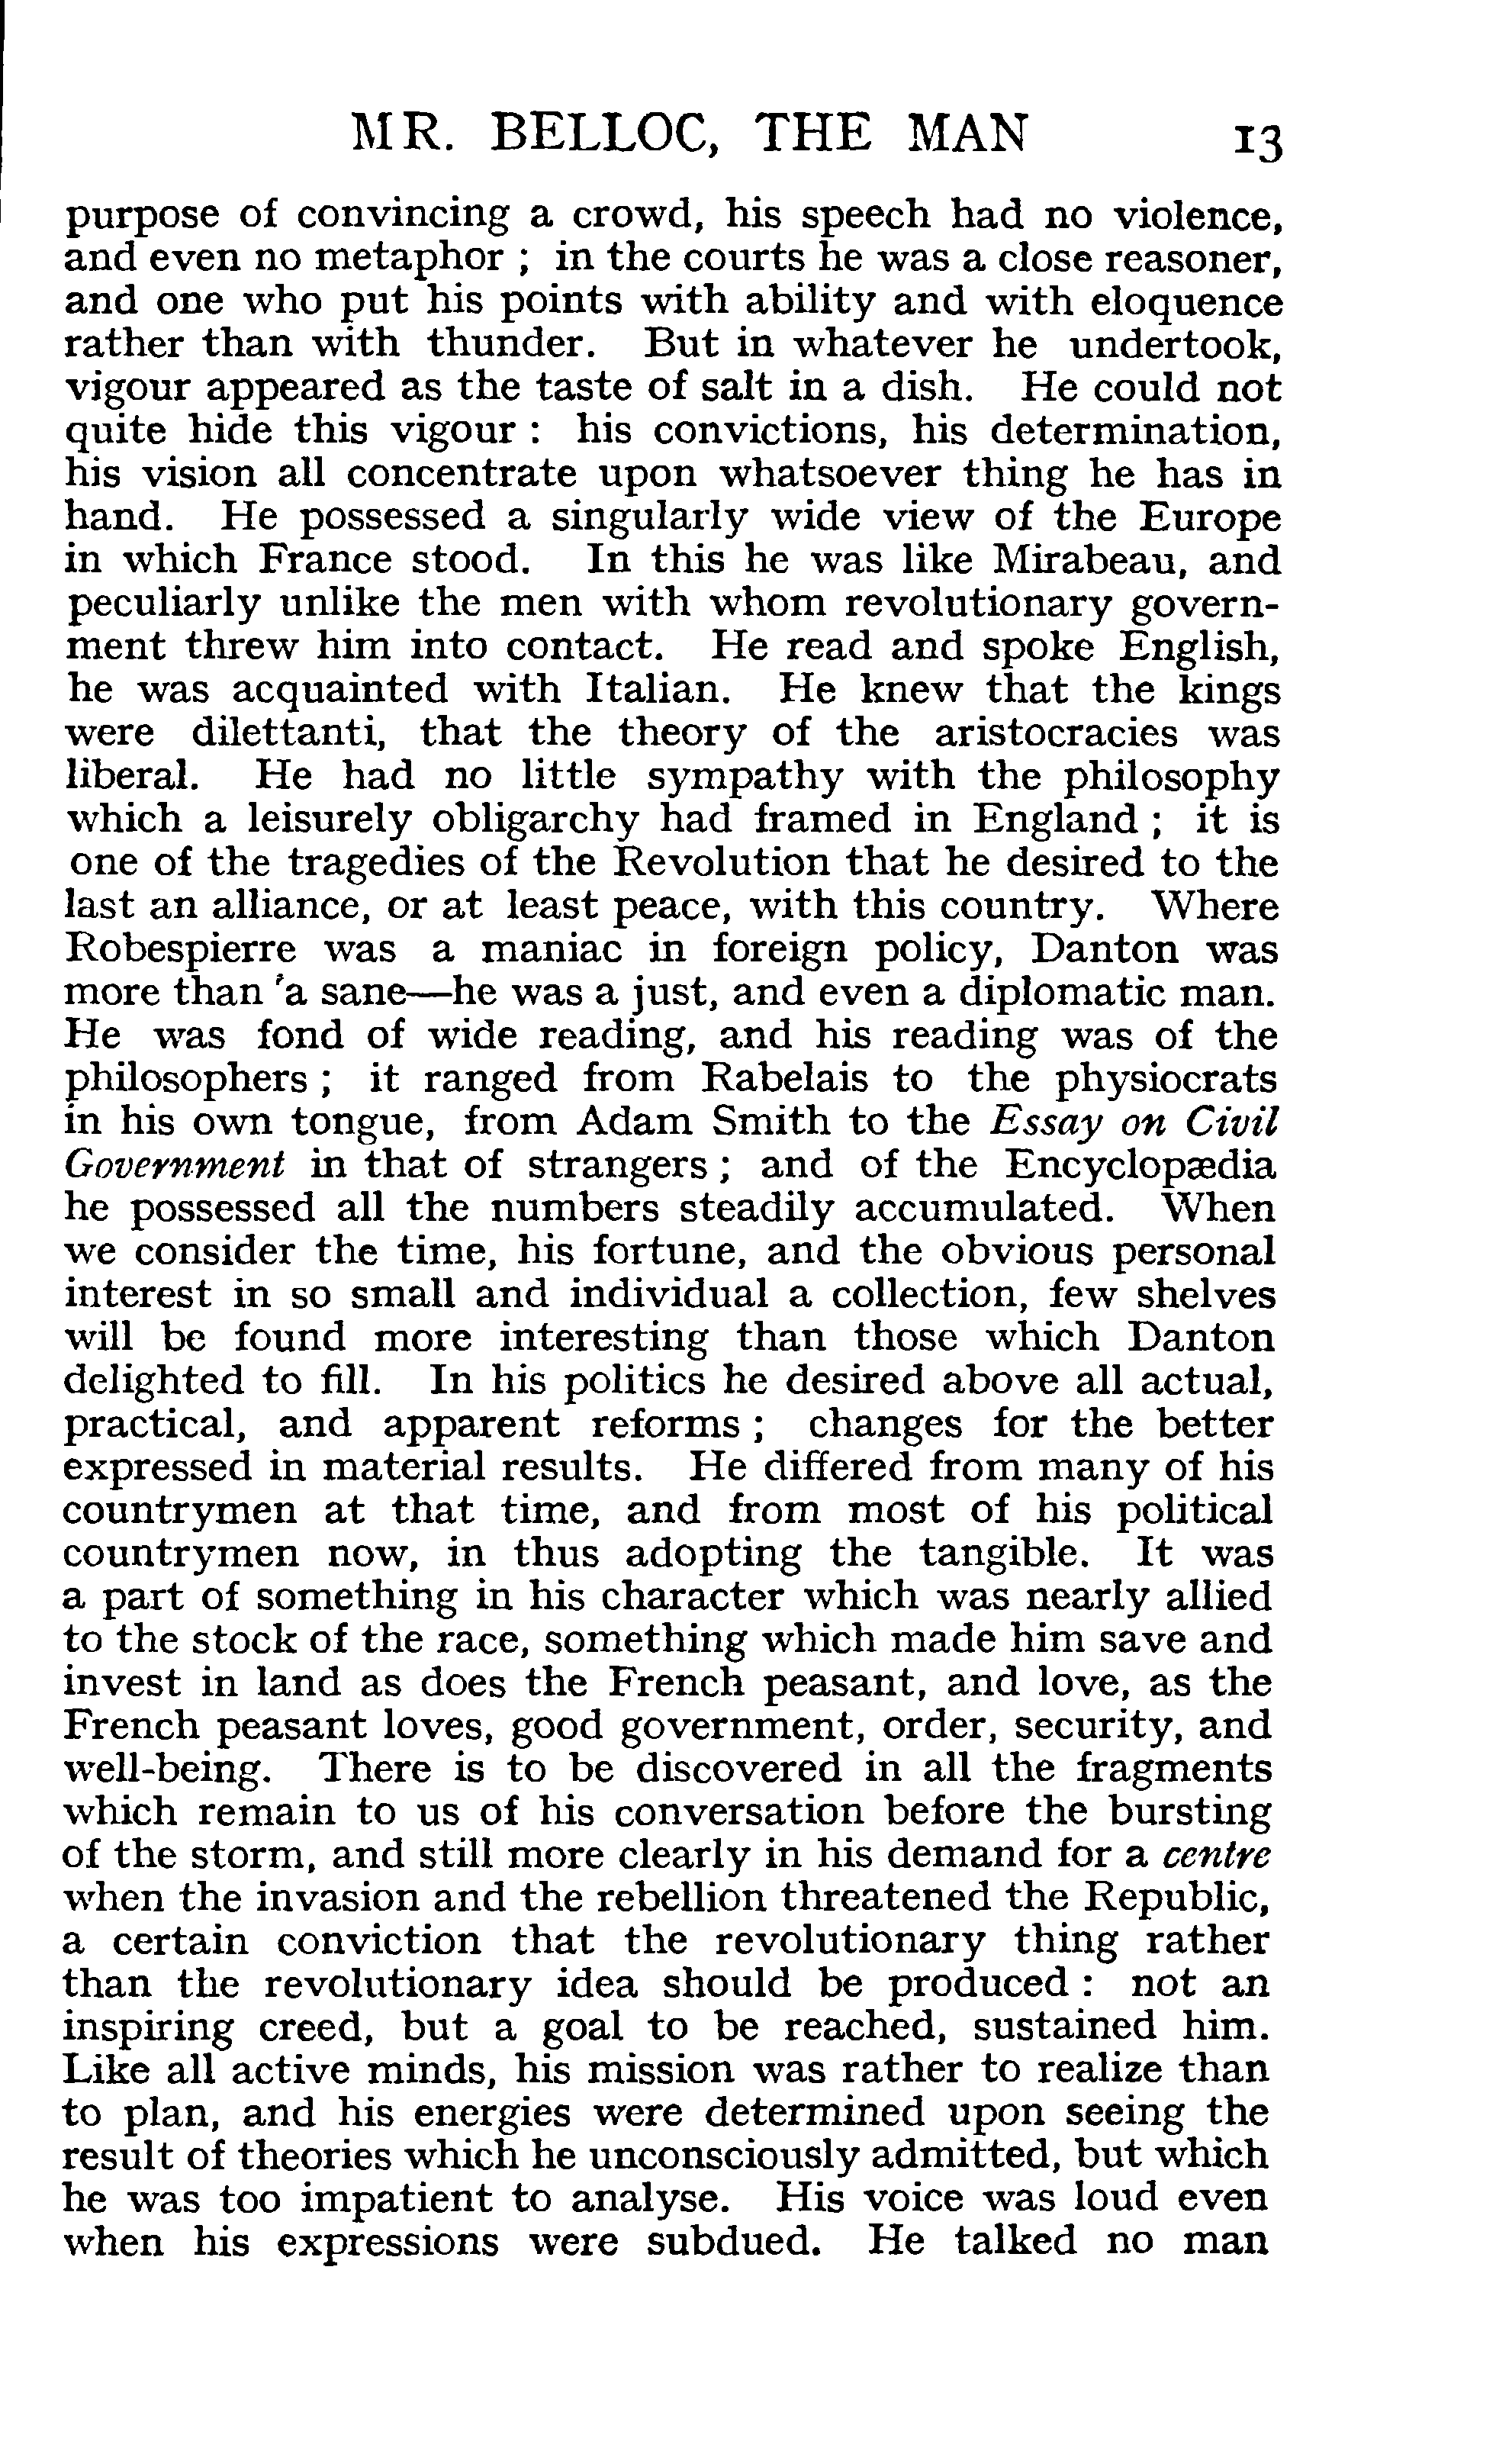 MR. BELLOC, THE MAN 13
purpose of convincing a crowd, his speech had no violence,
and even no metaphor ; in the courts he was a close reasoner,
and one who put his points with ability and with eloquence
rather than with thunder. But in whatever he undertook,
vigour appeared as the taste of salt in a dish. He could not
quite hide this vigour : his convictions, his determination,
his vision all concentrate upon whatsoever thing he has in
hand. He possessed a singularly wide view of the Europe
in which France stood. In this he was like Mirabeau, and
peculiarly unlike the men with whom revolutionary govern-
ment threw him into contact. He read and spoke English,
he was acquainted with Italian. He knew that the kings
were dilettanti, that the theory of the aristocracies was
liberal. He had no little sympathy with the philosophy
which a leisurely obligarchy had framed in England ; it is
one of the tragedies of the Revolution that he desired to the
last an alliance, or at least peace, with this country. Where
Robespierre was a maniac in foreign policy, Danton was
more than 'a sane—he was a just, and even a diplomatic man.
He was fond of wide reading, and his reading was of the
philosophers ; it ranged from Rabelais to the physiocrats
in his own tongue, from Adam Smith to the Essay on Civil
Government in that of strangers ; and of the Encyclopædia
he possessed all the numbers steadily accumulated. When
we consider the time, his fortune, and the obvious personal
interest in so small and individual a collection, few shelves
will be found more interesting than those which Danton
delighted to fill. In his politics he desired above all actual,
practical, and apparent reforms ; changes for the better
expressed in material results. He differed from many of his
countrymen at that time, and from most of his political
countrymen now, in thus adopting the tangible. It was
a part of something in his character which was nearly allied
to the stock of the race, something which made him save and
invest in land as does the French peasant, and love, as the
French peasant loves, good government, order, security, and
well-being. There is to be discovered in all the fragments
which remain to us of his conversation before the bursting
of the storm, and still more clearly in his demand for a centre
when the invasion and the rebellion threatened the Republic,
a certain conviction that the revolutionary thing rather
than the revolutionary idea should be produced : not an
inspiring creed, but a goal to be reached, sustained him.
Like all active minds, his mission was rather to realize than
to plan, and his energies were determined upon seeing the
result of theories which he unconsciously admitted, but which
he was too impatient to analyse. His voice was loud even
when his expressions were subdued. He talked no man